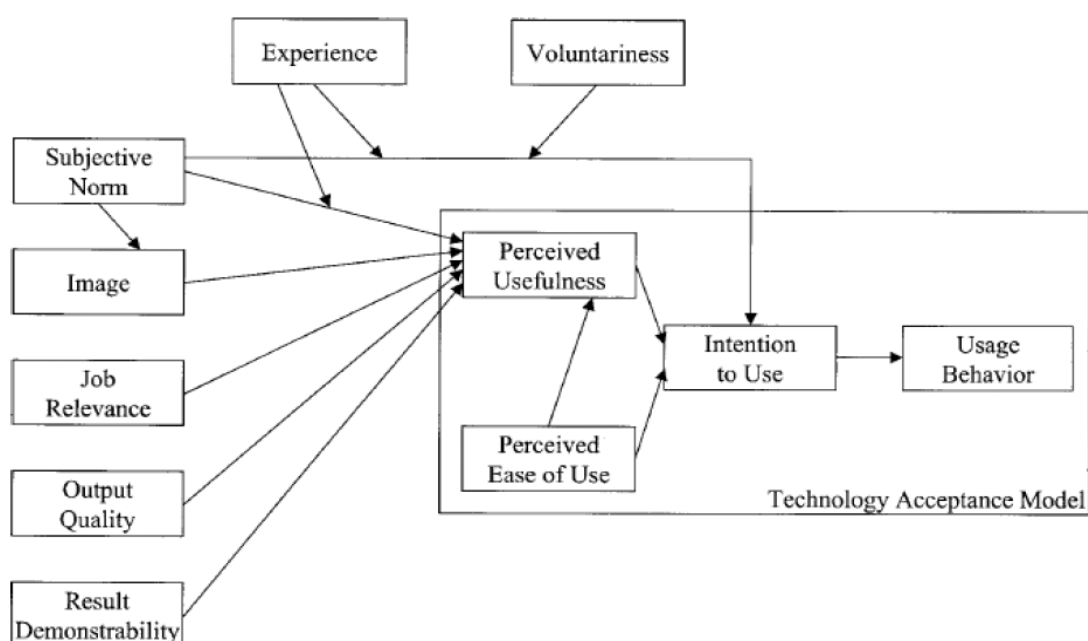 Experience
Voluntariness
Subjective
Norm
Image
Job
Relevance
Output
Quality
Result
Demonstrability
Perceived
Usefulness
Perceived
Ease of Use
Intention
to Use
Usage
Behavior
Technology Acceptance Model